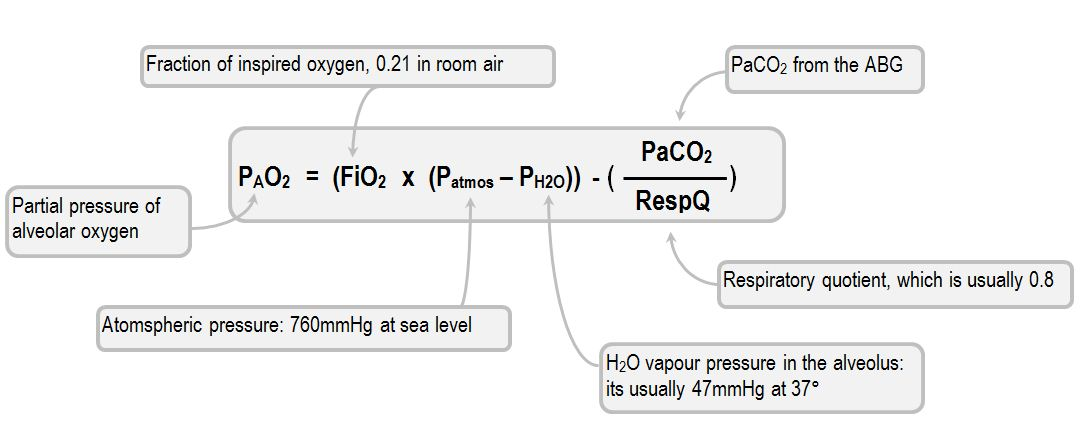 Fraction of inspired oxygen, 0.21 in room air
PaCO₂ from the ABG
PaCO₂
PAO₂ = (FiO₂ x (Patmos – PH2O)) - ( )
RespQ
Partial pressure of
alveolar oxygen
Respiratory quotient, which is usually 0.8
Atomspheric pressure: 760mmHg at sea level
H₂O vapour pressure in the alveolus:
its usually 47mmHg at 37°